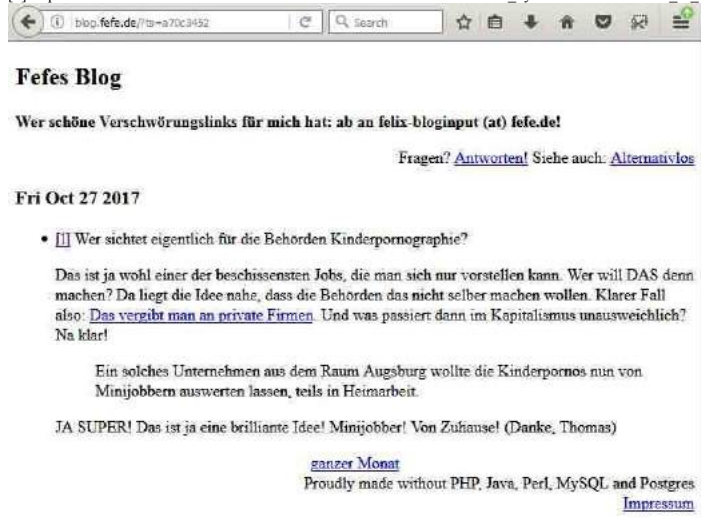 blog.fefe.de/?ts=a70c3452
Search
Fefes Blog
Wer schöne Verschwörungslinks für mich hat: ab an felix-bloginput (at) fefe.de!
Fragen? Antworten! Siehe auch: Alternativlos
Fri Oct 27 2017
• [l] Wer sichtet eigentlich für die Behörden Kinderpornographie?
Das ist ja wohl einer der beschissensten Jobs, die man sich nur vorstellen kann. Wer will DAS denn
machen? Da liegt die Idee nahe, dass die Behörden das nicht selber machen wollen. Klarer Fall
also: Das vergibt man an private Firmen. Und was passiert dann im Kapitalismus unausweichlich?
Na klar!
Ein solches Unternehmen aus dem Raum Augsburg wollte die Kinderpornos nun von
Minijobbern auswerten lassen, teils in Heimarbeit.
JA SUPER! Das ist ja eine brilliante Idee! Minijobber! Von Zuhause! (Danke, Thomas)
ganzer Monat
Proudly made without PHP, Java, Perl, MySQL and Postgres
Impressum